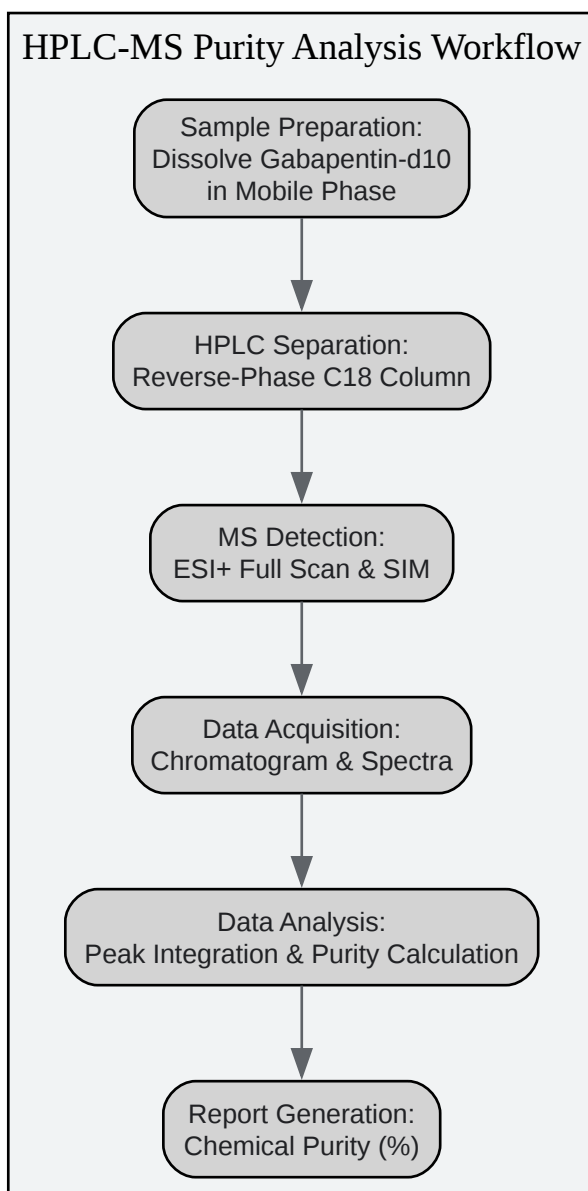 HPLC-MS Purity Analysis Workflow
Sample Preparation:
Dissolve Gabapentin-d10
in Mobile Phase
HPLC Separation:
Reverse-Phase C18 Column
MS Detection:
ESI+ Full Scan & SIM
Data Acquisition:
Chromatogram & Spectra
Data Analysis:
Peak Integration & Purity Calculation
Report Generation:
Chemical Purity (%)